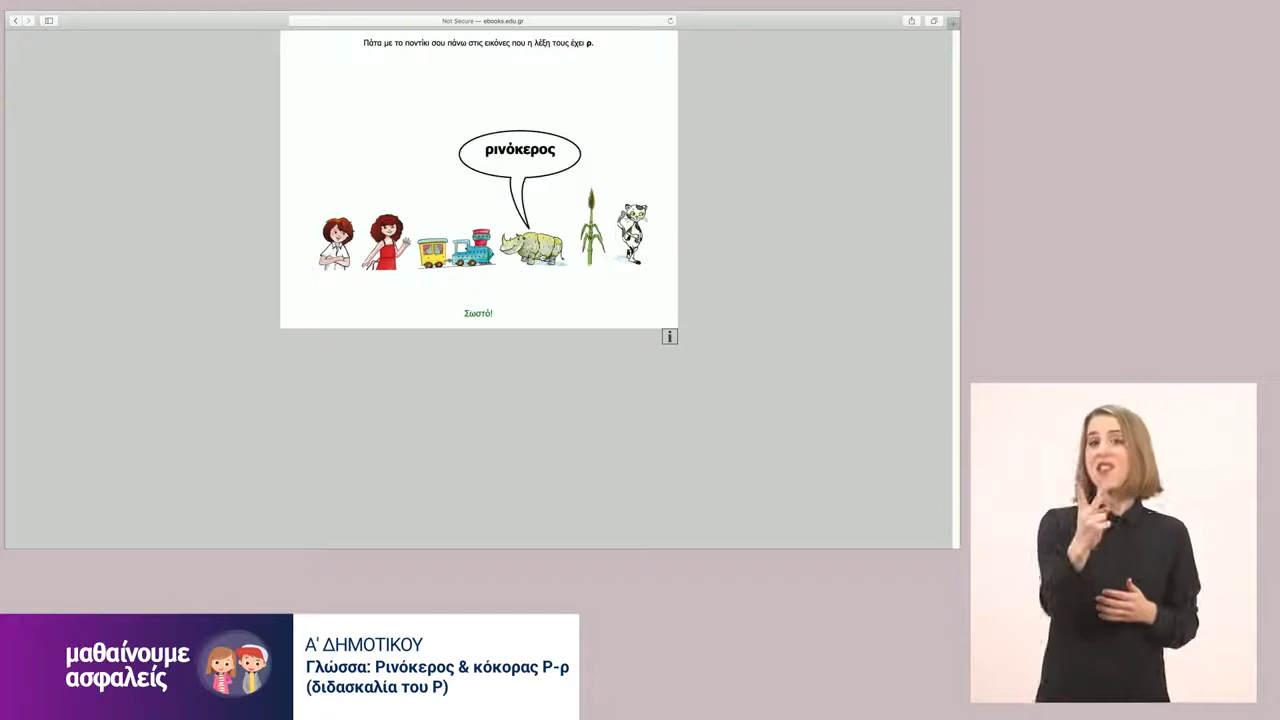 Not Secure — ebooks.edu.gr
Πάτα με το ποντίκι σου πάνω στις εικόνες που η λέξη τους έχει ρ.
ρινόκερος
Σωστό!
i
μαθαίνουμε
ασφαλείς
Α' ΔΗΜΟΤΙΚΟΥ
Γλώσσα: Ρινόκερος & κόκορας Ρ-ρ
(διδασκαλία του Ρ)